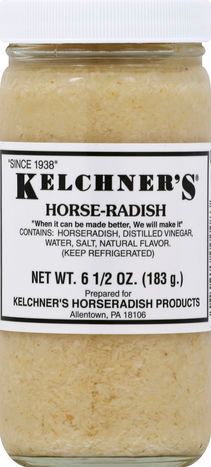 "SINCE 1938"
KELCHNER'S®
HORSE-RADISH
"When it can be made better, We will make it"
CONTAINS: HORSERADISH, DISTILLED VINEGAR,
WATER, SALT, NATURAL FLAVOR.
(KEEP REFRIGERATED)
NET WT. 6 1/2 OZ. (183 g.)
Prepared for
KELCHNER'S HORSERADISH PRODUCTS
Allentown, PA 18106